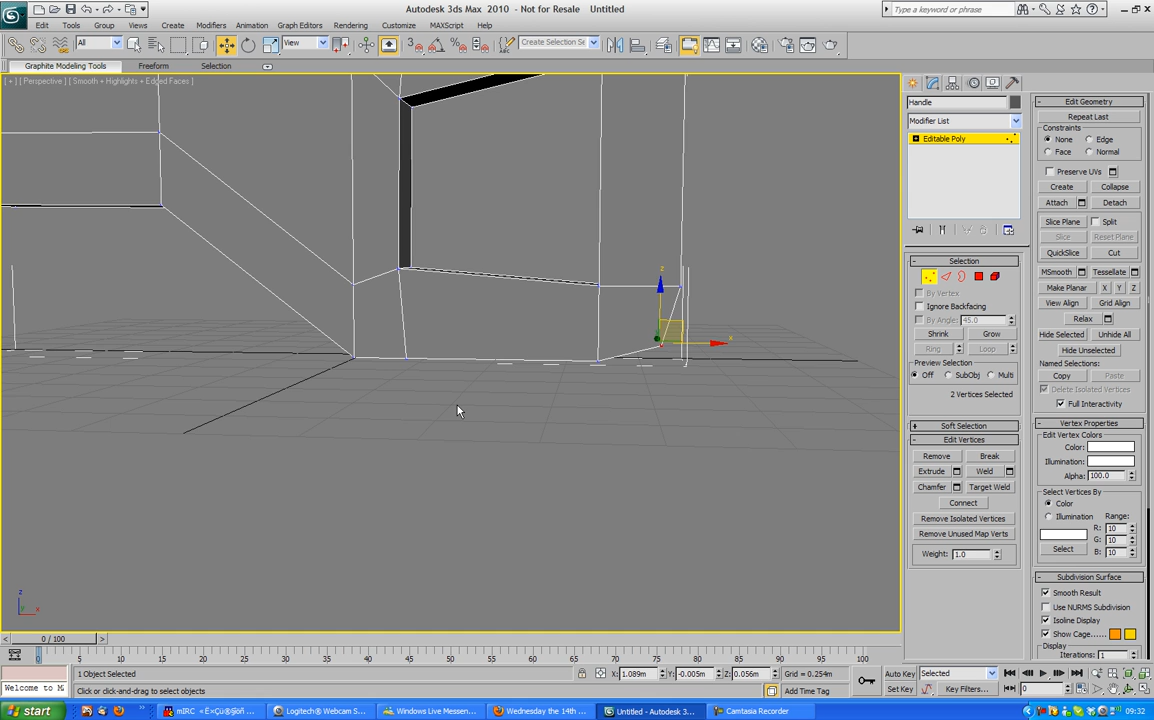 Autodesk 3ds Max 2010 - Not for Resale Untitled
Type a keyword or phrase
Edit Tools Group Views Create Modifiers Animation Graph Editors Rendering Customize MAXScript Help
All View Create Selection Se
Graphite Modeling Tools Freeform Selection
[ + ] [ Perspective ] [ Smooth + Highlights + Edged Faces ]
Handle
Modifier List
Editable Poly
Selection
By Vertex
Ignore Backfacing
By Angle: 45.0
Shrink Grow
Ring Loop
Preview Selection
Off SubObj Multi
2 Vertices Selected
Soft Selection
Edit Vertices
Remove Break
Extrude Weld
Chamfer Target Weld
Connect
Remove Isolated Vertices
Remove Unused Map Verts
Weight: 1.0
Edit Geometry
Repeat Last
Constraints
None Edge
Face Normal
Preserve UVs
Create Collapse
Attach Detach
Slice Plane Split
Slice Reset Plane
QuickSlice Cut
MSmooth Tessellate
Make Planar X Y Z
View Align Grid Align
Relax
Hide Selected Unhide All
Hide Unselected
Named Selections:
Copy Paste
Delete Isolated Vertices
Full Interactivity
Vertex Properties
Edit Vertex Colors
Color:
Illumination:
Alpha: 100.0
Select Vertices By
Color
Illumination Range:
R: 10
G: 10
B: 10
Select
Subdivision Surface
Smooth Result
Use NURMS Subdivision
Isoline Display
Show Cage......
Display
Iterations: 1
z
x
z
y x
0 / 100
0 5 10 15 20 25 30 35 40 45 50 55 60 65 70 75 80 85 90 95 100
1 Object Selected X: 1.089m Y: -0.005m Z: 0.056m Grid = 0.254m Auto Key Selected
Welcome to M Click or click-and-drag to select objects Add Time Tag Set Key Key Filters... 0
start Logitech® Webcam S... Windows Live Messen... Wednesday the 14th ... Untitled - Autodesk 3s... Camtasia Recorder 09:32